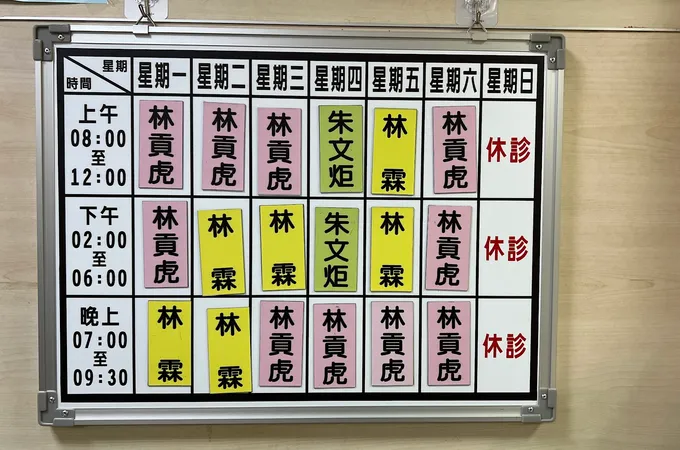 星期
時間
星期一 星期二 星期三 星期四 星期五 星期六 星期日
上午 08:00 至 12:00 林貢虎 林貢虎 林貢虎 朱文炬 林霖 林貢虎 休診
下午 02:00 至 06:00 林貢虎 林霖 林霖 朱文炬 林霖 林貢虎 休診
晚上 07:00 至 09:30 林霖 林霖 林貢虎 林貢虎 林貢虎 林貢虎 休診